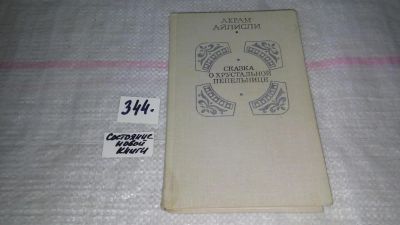 АКРАМ
АЙЛИСЛИ
СКАЗКА
О ХРУСТАЛЬНОЙ
ПЕПЕЛЬНИЦЕ
344.
Состояние
новой
книги